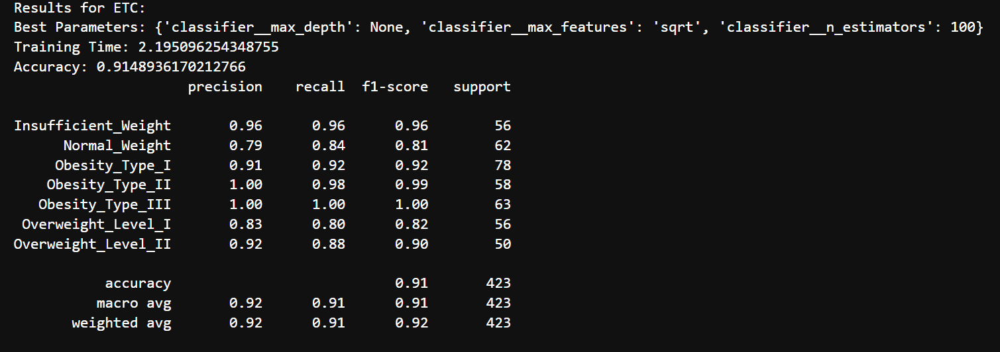 Results for ETC:
Best Parameters: {'classifier__max_depth': None, 'classifier__max_features': 'sqrt', 'classifier__n_estimators': 100}
Training Time: 2.195096254348755
Accuracy: 0.9148936170212766
precision recall f1-score support
Insufficient_Weight 0.96 0.96 0.96 56
Normal_Weight 0.79 0.84 0.81 62
Obesity_Type_I 0.91 0.92 0.92 78
Obesity_Type_II 1.00 0.98 0.99 58
Obesity_Type_III 1.00 1.00 1.00 63
Overweight_Level_I 0.83 0.80 0.82 56
Overweight_Level_II 0.92 0.88 0.90 50
accuracy 0.91 423
macro avg 0.92 0.91 0.91 423
weighted avg 0.92 0.91 0.92 423